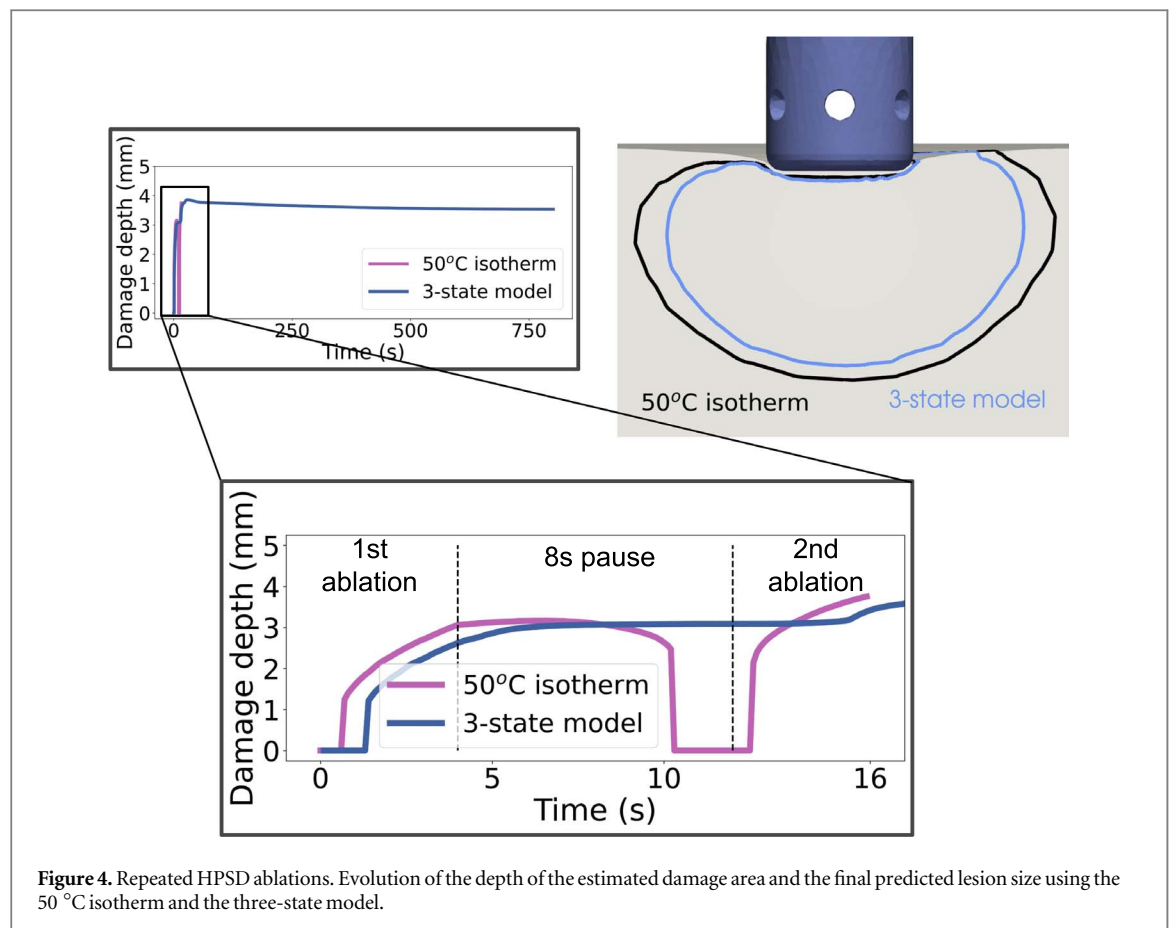 Damage depth (mm)
5
4
3
2
1
0
50°C isotherm
3-state model
0 250 500 750
Time (s)
50°C isotherm
3-state model
Damage depth (mm)
5
4
3
2
1
0
1st
ablation
8s pause
2nd
ablation
50°C isotherm
3-state model
0 5 10 16
Time (s)
Figure 4. Repeated HPSD ablations. Evolution of the depth of the estimated damage area and the final predicted lesion size using the
50 °C isotherm and the three-state model.